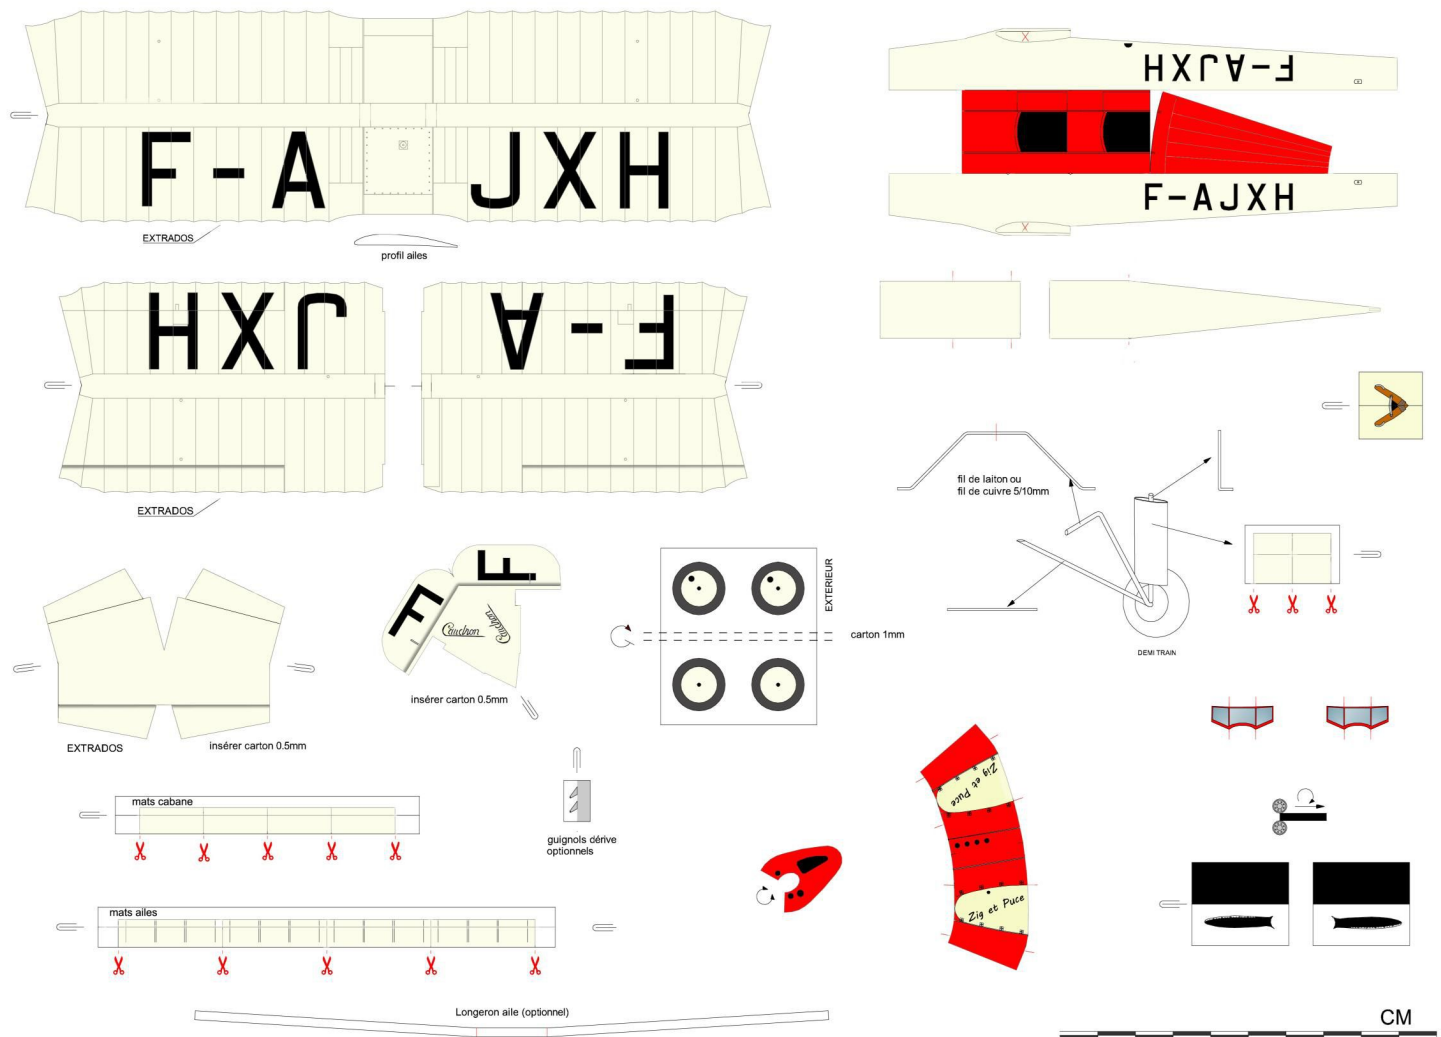 F-AJXH
F-A JXH
F-AJXH
EXTRADOS
profil ailes
JXH F-A
fil de laiton ou
fil de cuivre 5/10mm
EXTRADOS
F F
Caudron Caudron
EXTERIEUR
carton 1mm
DEMI TRAIN
insérer carton 0.5mm
EXTRADOS
insérer carton 0.5mm
Zig et Puce
mats cabane
guignols dérive
optionnels
mats ailes
Zig et Puce
Longeron aile (optionnel)
CM